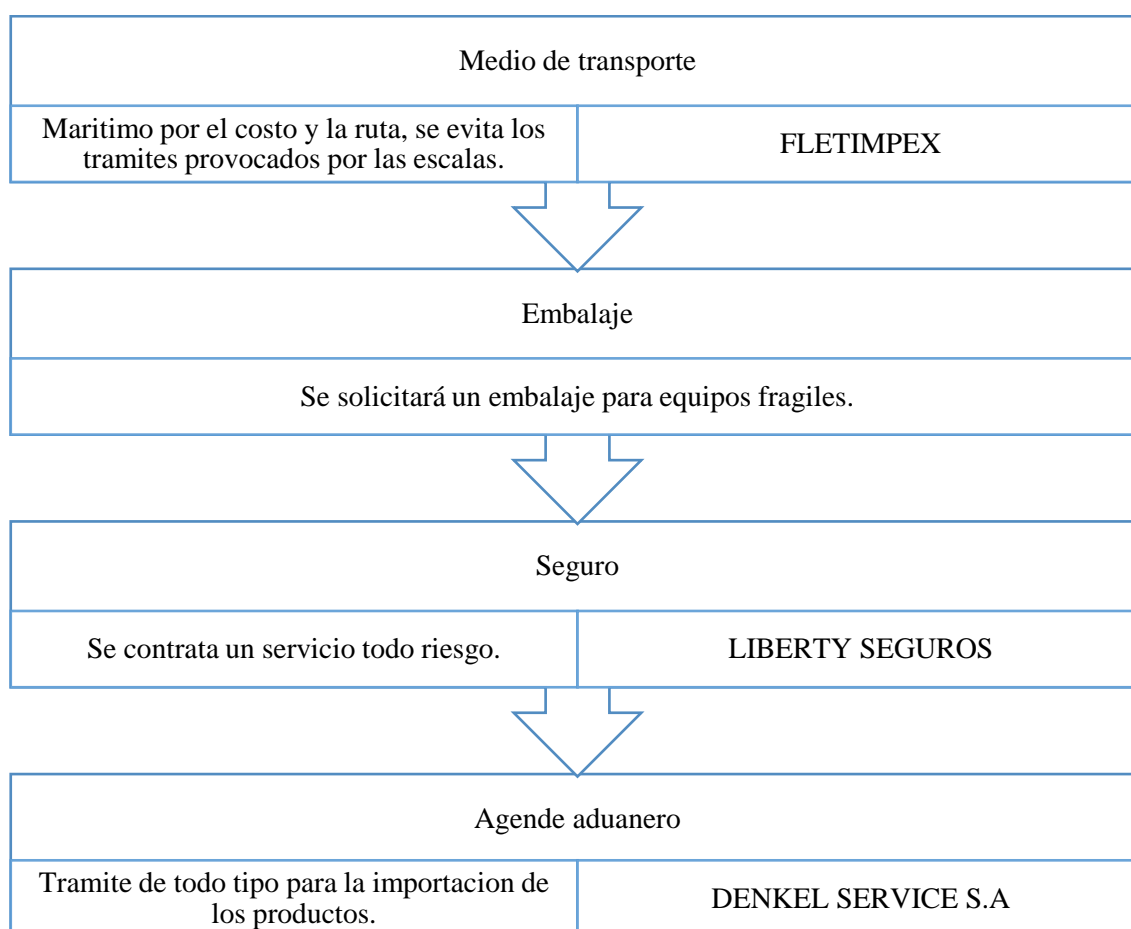 Medio de transporte
Maritimo por el costo y la ruta, se evita los
tramites provocados por las escalas.
FLETIMPEX
Embalaje
Se solicitará un embalaje para equipos fragiles.
Seguro
Se contrata un servicio todo riesgo.
LIBERTY SEGUROS
Agende aduanero
Tramite de todo tipo para la importacion de
los productos.
DENKEL SERVICE S.A